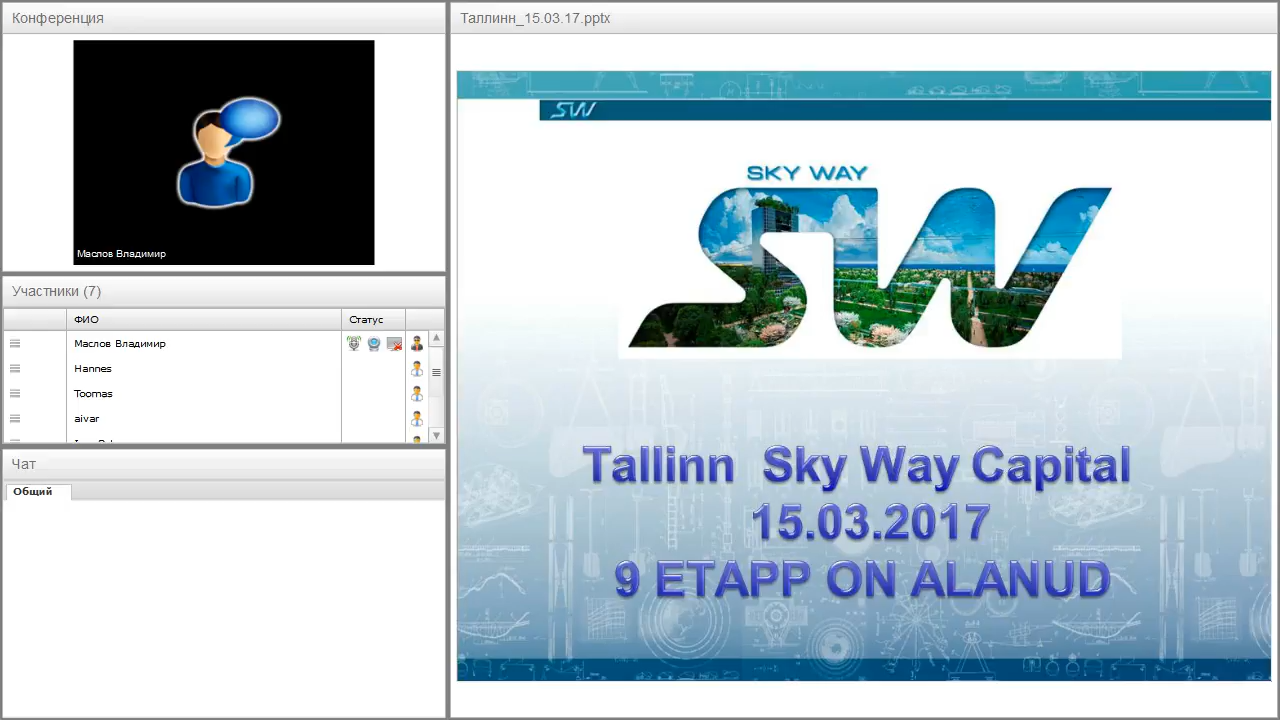 Конференция
Маслов Владимир
Участники (7)
ФИО
Статус
Маслов Владимир
Hannes
Toomas
aivar
Чат
Общий
Таллинн_15.03.17.pptx
SW
SKY WAY
SW
Tallinn Sky Way Capital
15.03.2017
9 ETAPP ON ALANUD